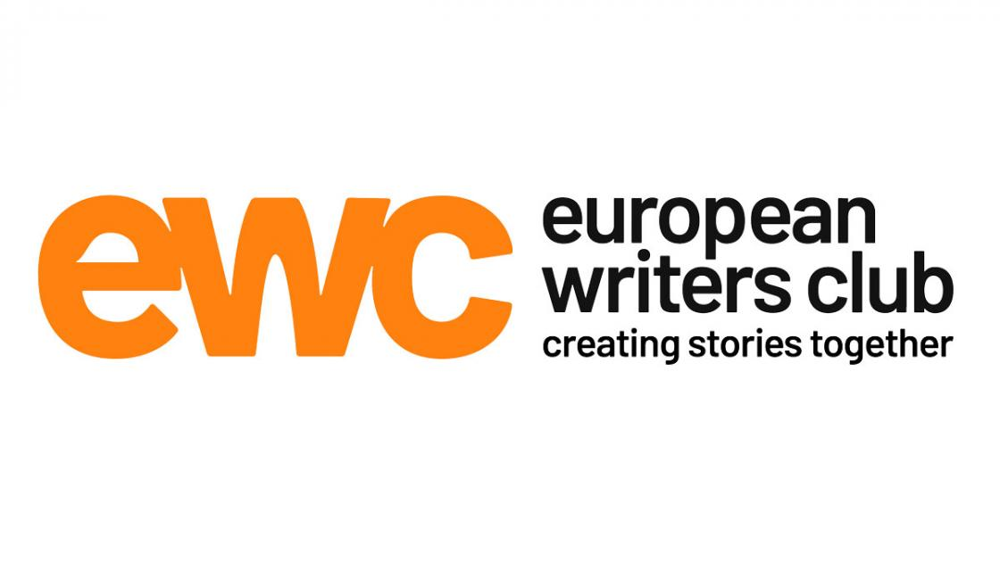 ewc
european
writers club
creating stories together